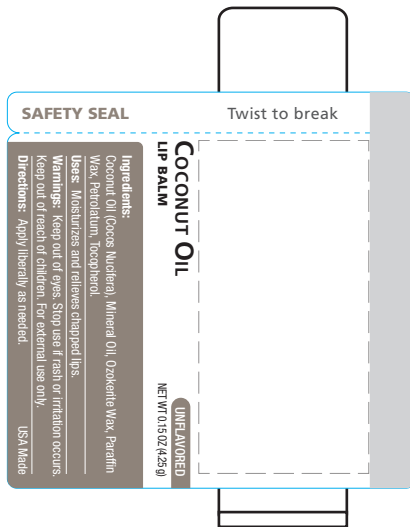 SAFETY SEAL
Twist to break
COCONUT OIL
LIP BALM
UNFLAVORED
NET WT 0.15 OZ (4.25 g)
Ingredients:
Coconut Oil (Cocos Nucifera), Mineral Oil, Ozokerite Wax, Paraffin
Wax, Petrolatum, Tocopherol.
Uses: Moisturizes and relieves chapped lips.
Warnings: Keep out of eyes. Stop use if rash or irritation occurs.
Keep out of reach of children. For external use only.
Directions: Apply liberally as needed.
USA Made